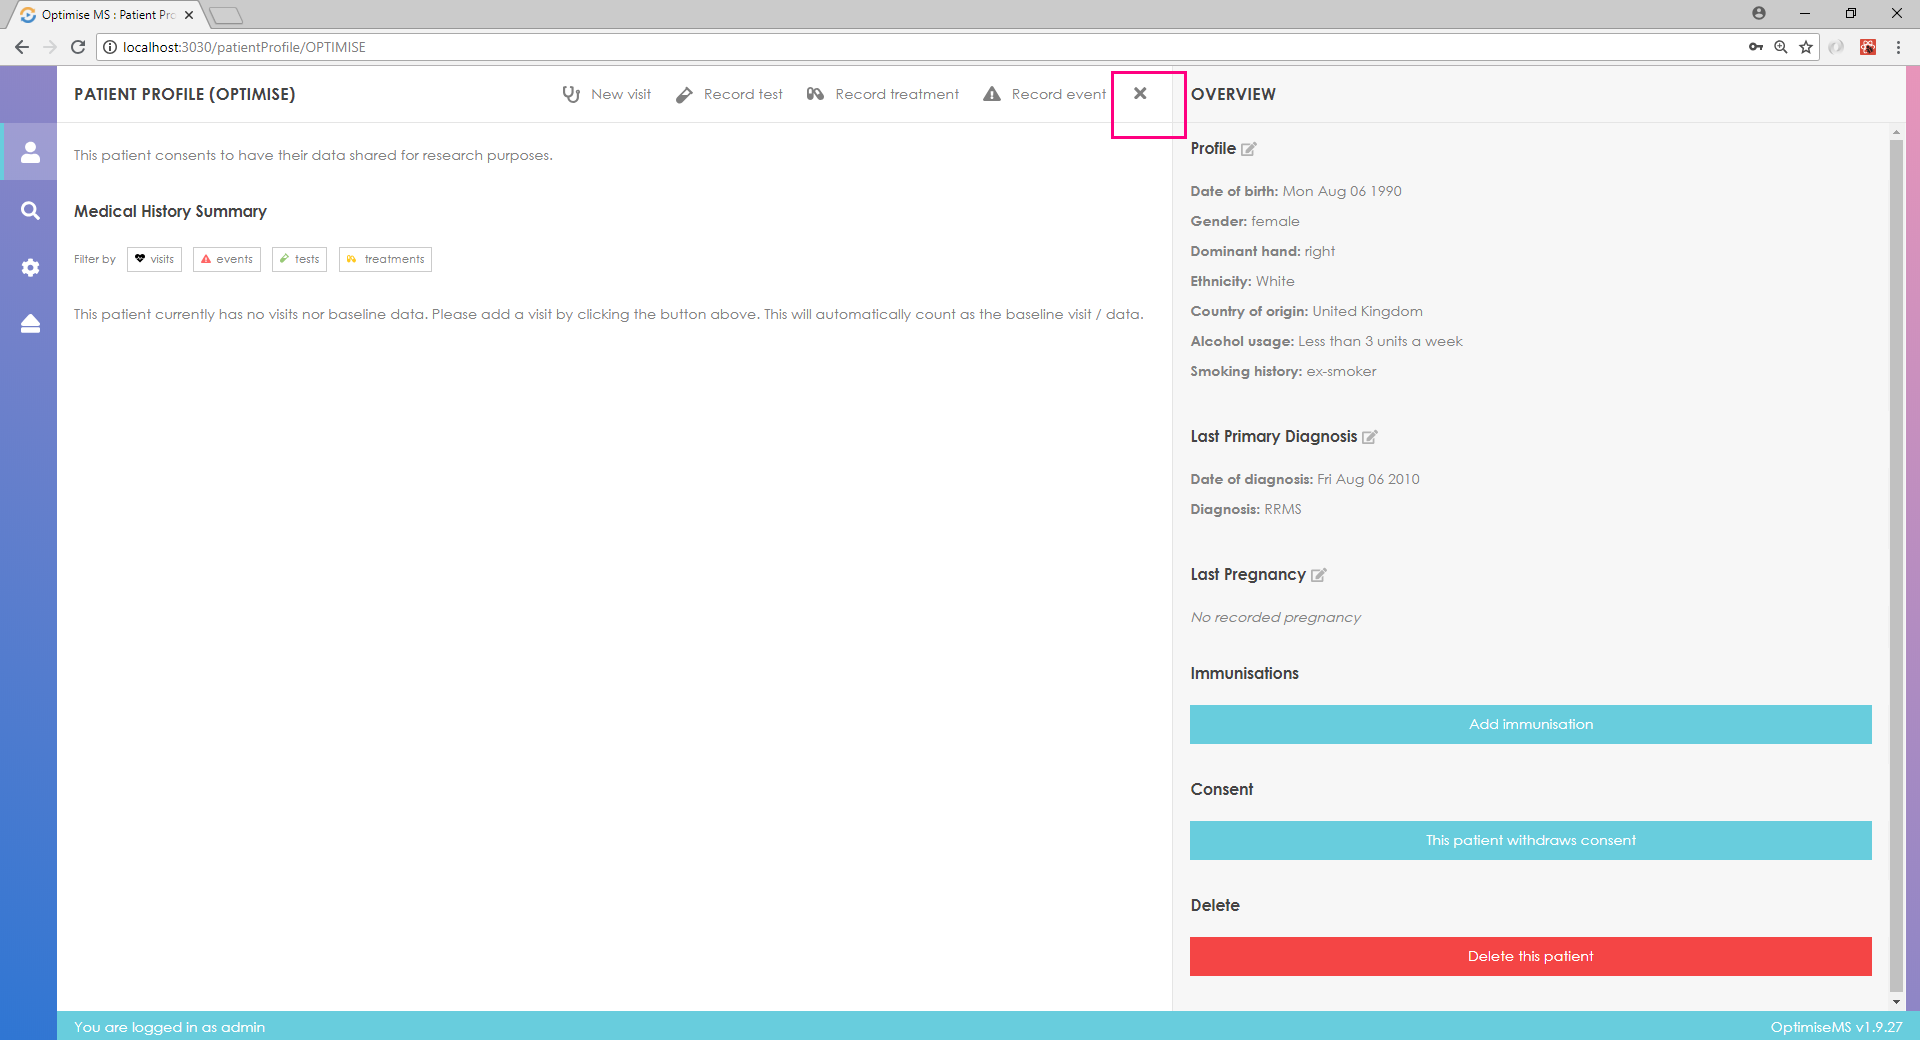 Optimise MS : Patient Pro
localhost:3030/patientProfile/OPTIMISE
PATIENT PROFILE (OPTIMISE)
New visit
Record test
Record treatment
Record event
This patient consents to have their data shared for research purposes.
Medical History Summary
Filter by
visits
events
tests
treatments
This patient currently has no visits nor baseline data. Please add a visit by clicking the button above. This will automatically count as the baseline visit / data.
OVERVIEW
Profile
Date of birth: Mon Aug 06 1990
Gender: female
Dominant hand: right
Ethnicity: White
Country of origin: United Kingdom
Alcohol usage: Less than 3 units a week
Smoking history: ex-smoker
Last Primary Diagnosis
Date of diagnosis: Fri Aug 06 2010
Diagnosis: RRMS
Last Pregnancy
No recorded pregnancy
Immunisations
Add immunisation
Consent
This patient withdraws consent
Delete
Delete this patient
You are logged in as admin
OptimiseMS v1.9.27